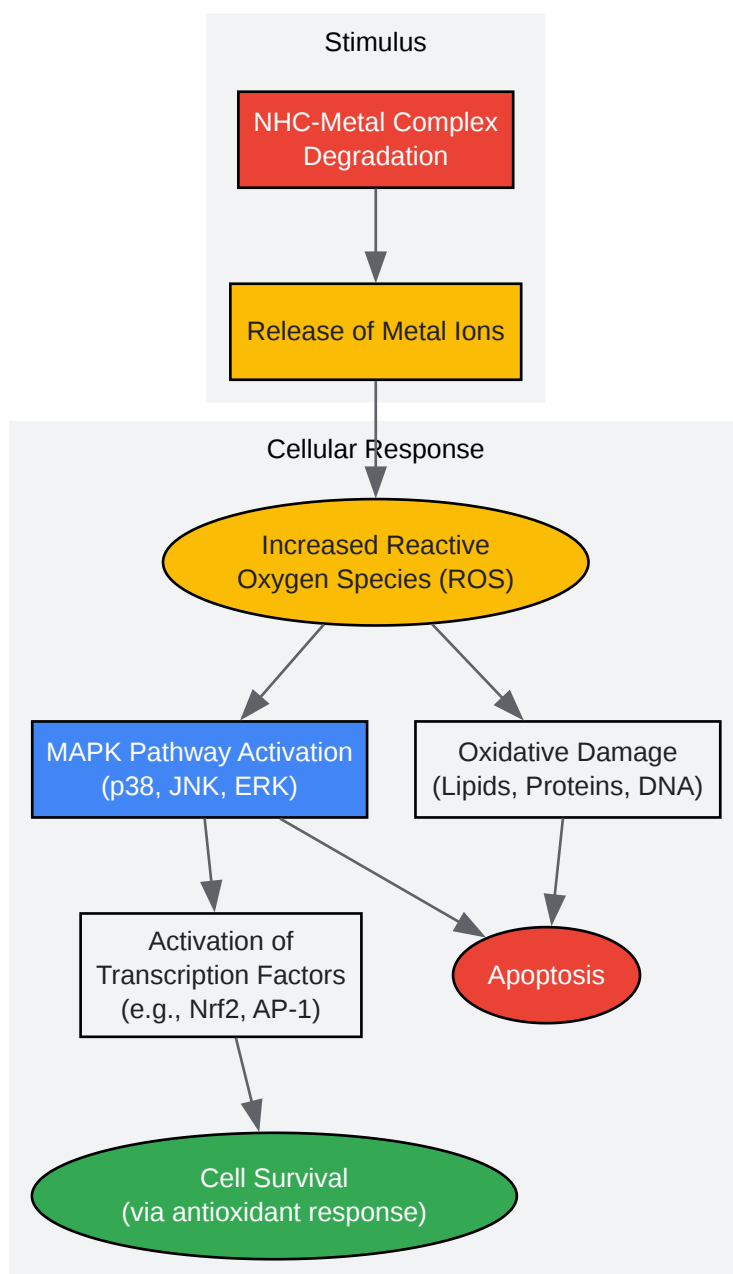 Stimulus
NHC-Metal Complex
Degradation
Release of Metal Ions
Cellular Response
Increased Reactive
Oxygen Species (ROS)
MAPK Pathway Activation
(p38, JNK, ERK)
Oxidative Damage
(Lipids, Proteins, DNA)
Activation of
Transcription Factors
(e.g., Nrf2, AP-1)
Apoptosis
Cell Survival
(via antioxidant response)